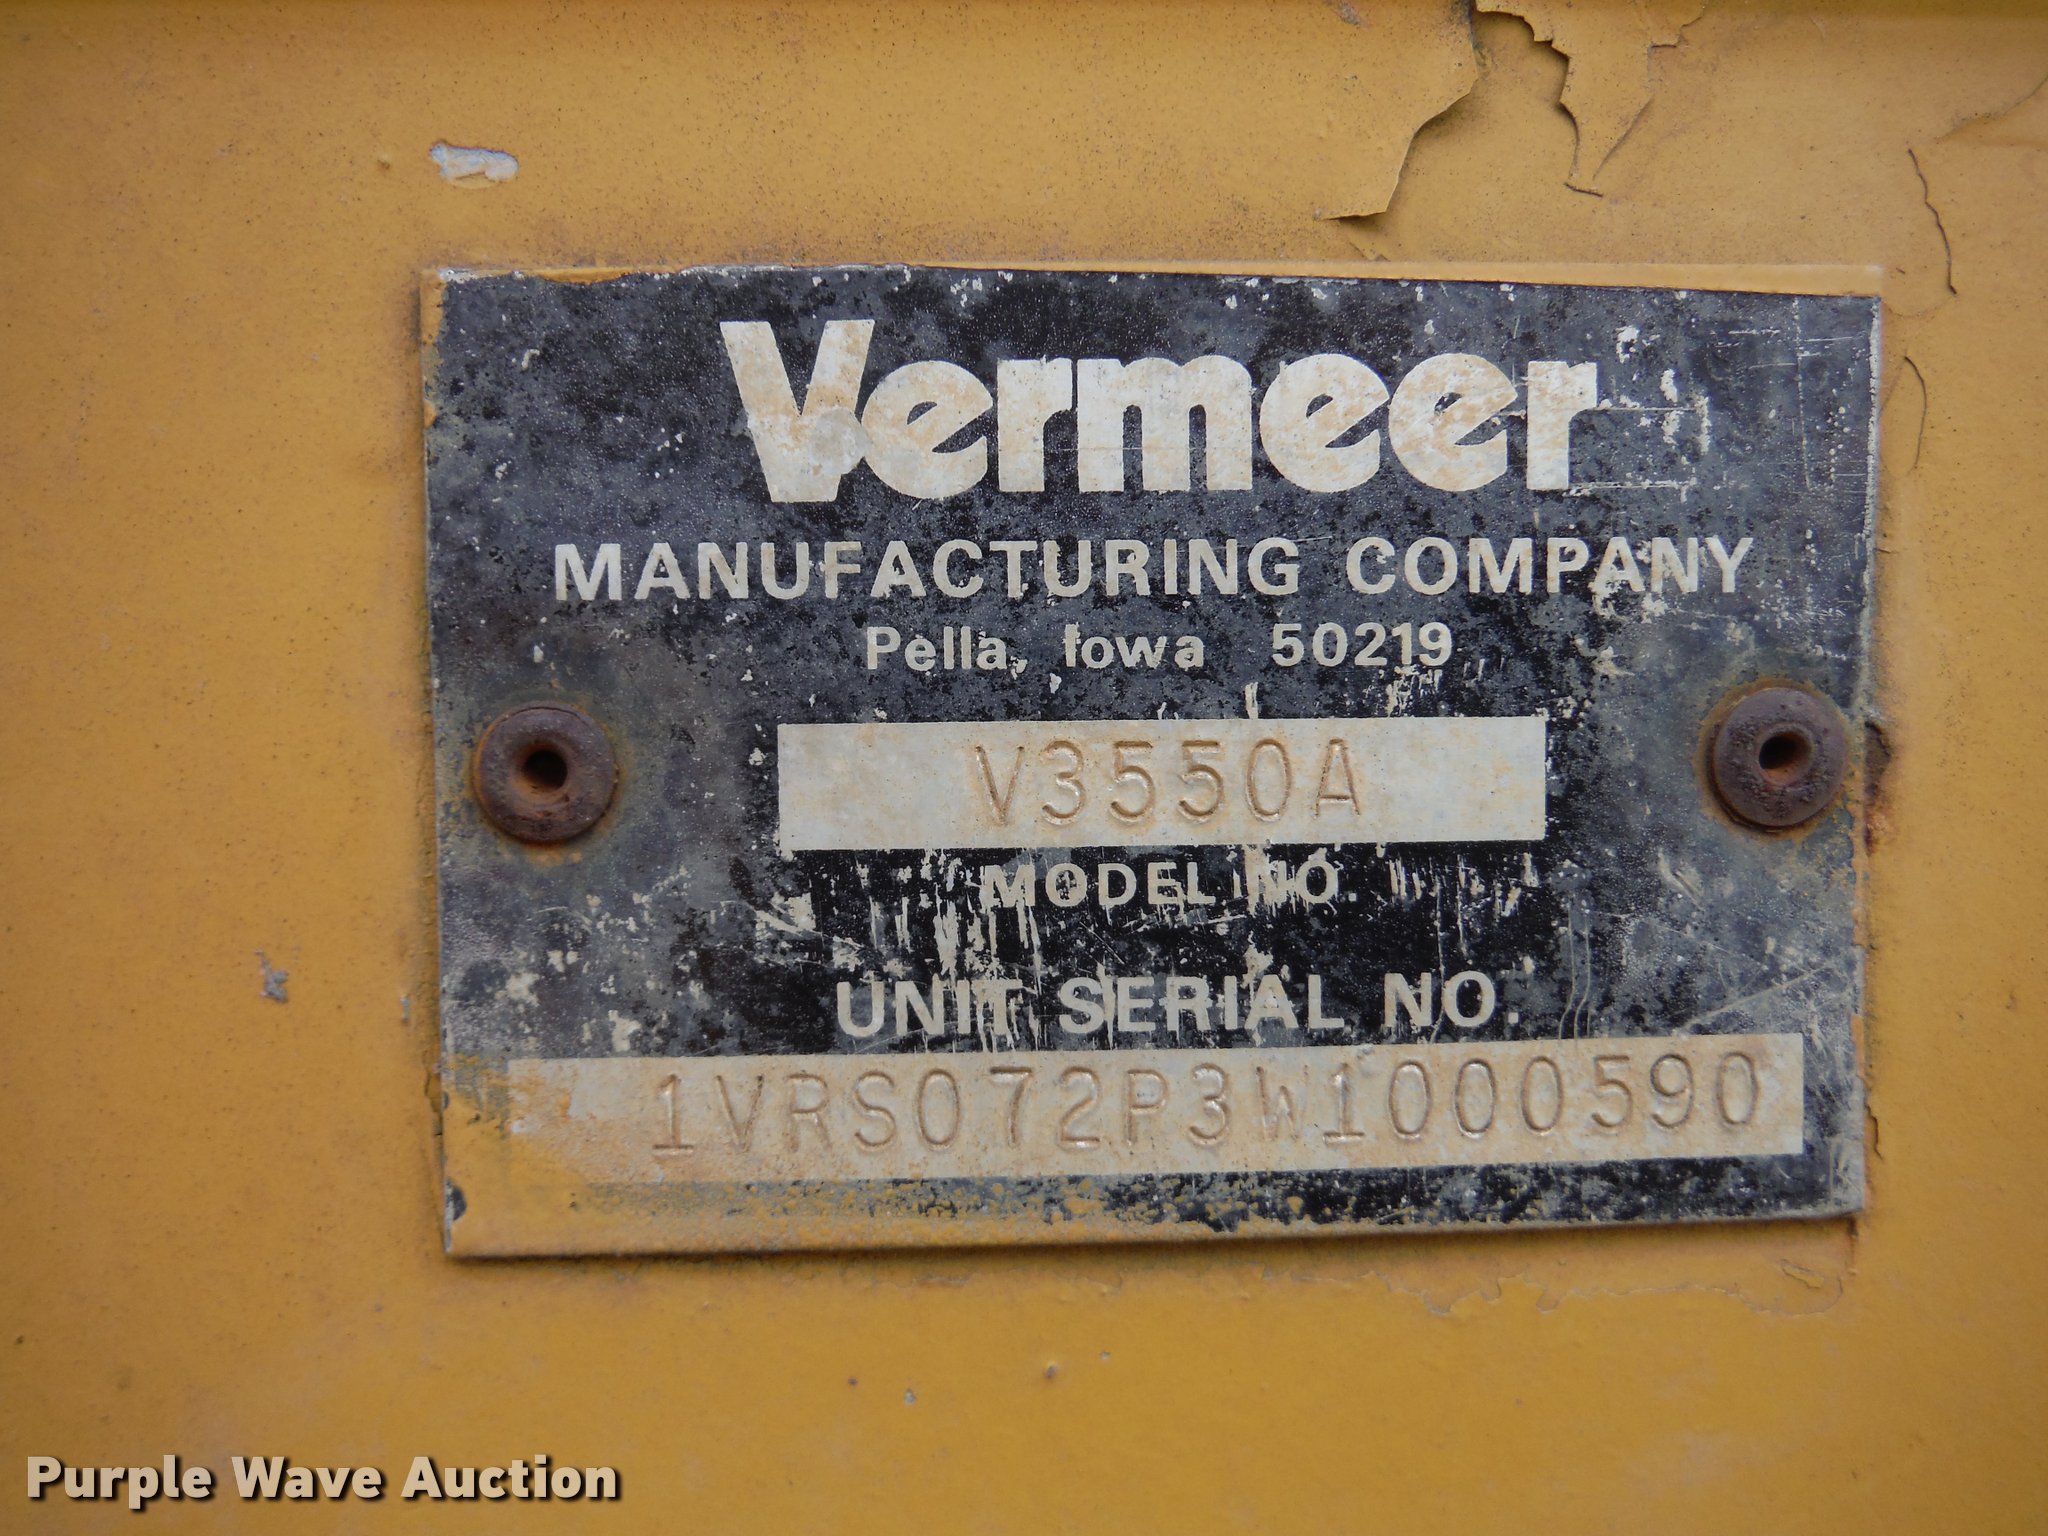 Vermeer
MANUFACTURING COMPANY
Pella, Iowa 50219
V3550A
MODEL NO.
UNIT SERIAL NO.
1VRS072P3W1000590
Purple Wave Auction